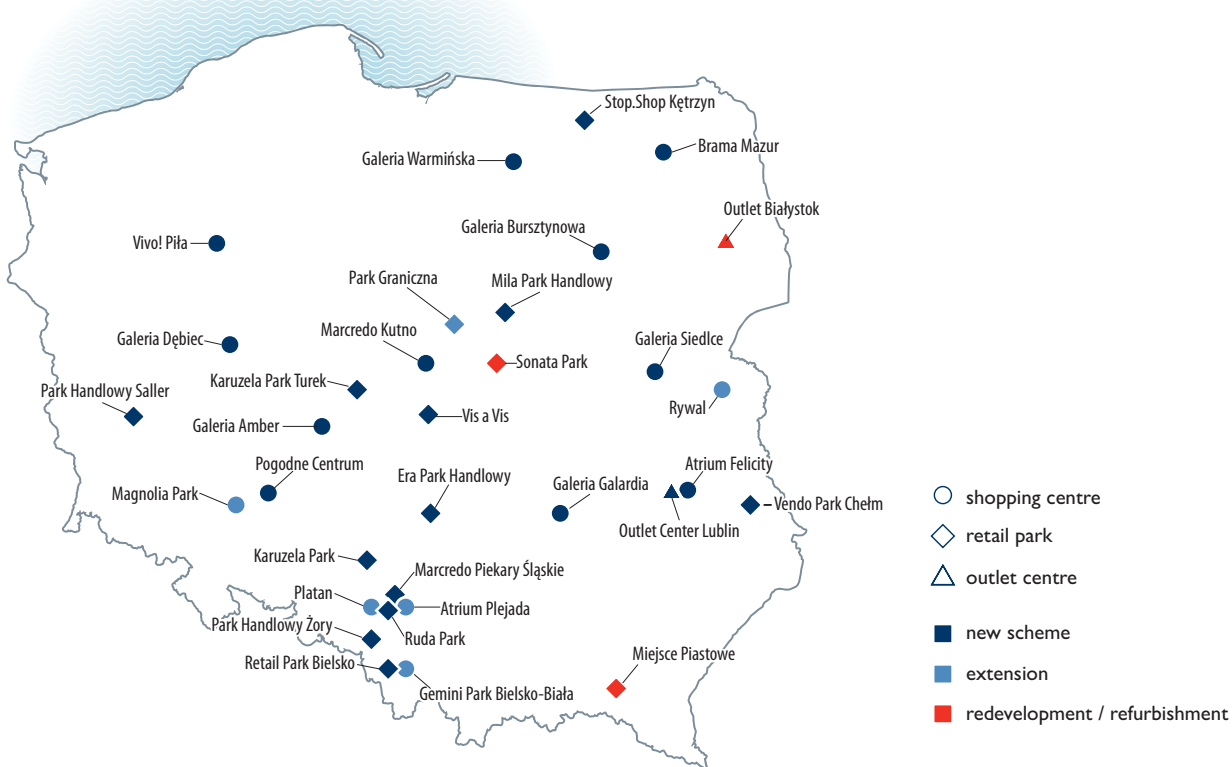 Stop.Shop Kętrzyn
Brama Mazur
Galeria Warmińska
Outlet Białystok
Galeria Bursztynowa
Vivo! Piła
Park Graniczna
Mila Park Handlowy
Marcredo Kutno
Galeria Dębiec
Galeria Siedlce
Sonata Park
Karuzela Park Turek
Park Handlowy Saller
Rywal
Vis a Vis
Galeria Amber
Pogodne Centrum
Atrium Felicity
Era Park Handlowy
Galeria Galardia
Magnolia Park
Vendo Park Chełm
Outlet Center Lublin
Karuzela Park
Marcredo Piekary Śląskie
Platan
Atrium Plejada
Park Handlowy Żory
Ruda Park
Miejsce Piastowe
Retail Park Bielsko
Gemini Park Bielsko-Biała
shopping centre
retail park
outlet centre
new scheme
extension
redevelopment / refurbishment